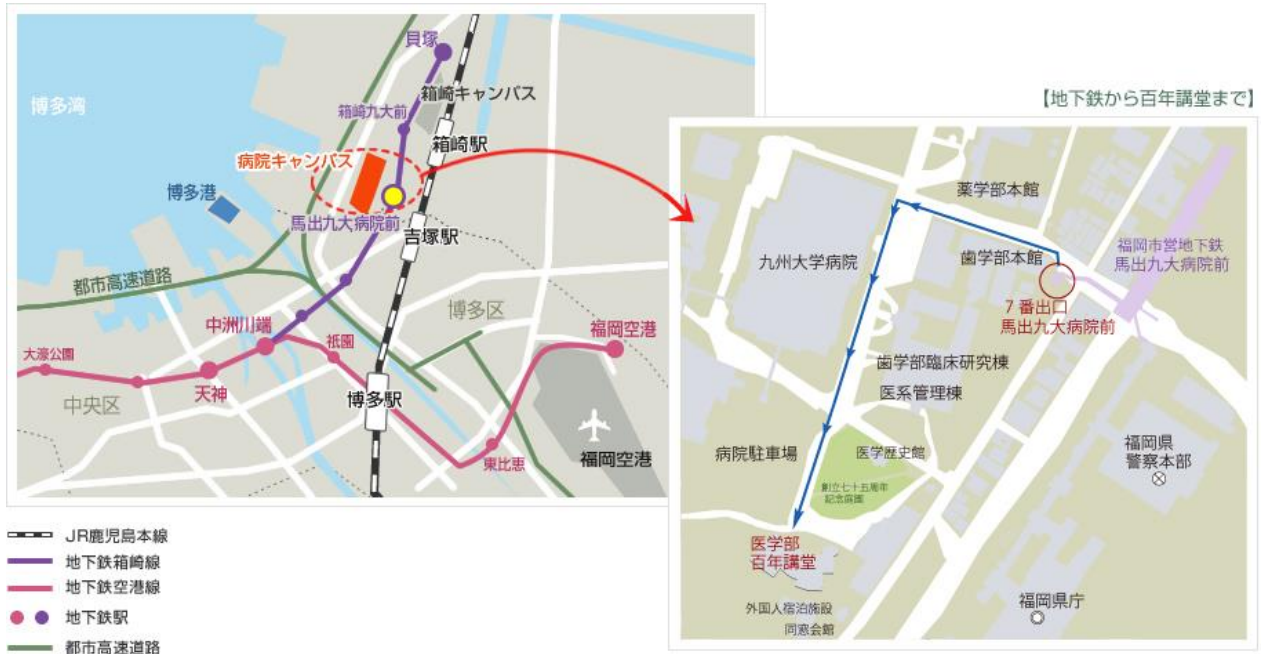 貝塚
箱崎キャンパス
博多湾
箱崎九大前
箱崎駅
病院キャンパス
博多港
馬出九大病院前
吉塚駅
都市高速道路
博多区
中洲川端
福岡空港
祇園
大濠公園
天神
博多駅
中央区
東比恵
福岡空港
JR鹿児島本線
地下鉄箱崎線
地下鉄空港線
地下鉄駅
都市高速道路
【地下鉄から百年講堂まで】
薬学部本館
福岡市営地下鉄
馬出九大病院前
歯学部本館
九州大学病院
7 番出口
馬出九大病院前
歯学部臨床研究棟
医系管理棟
病院駐車場
医学歴史館
福岡県
警察本部
創立七十五周年
記念庭園
医学部
百年講堂
外国人宿泊施設
同窓会館
福岡県庁